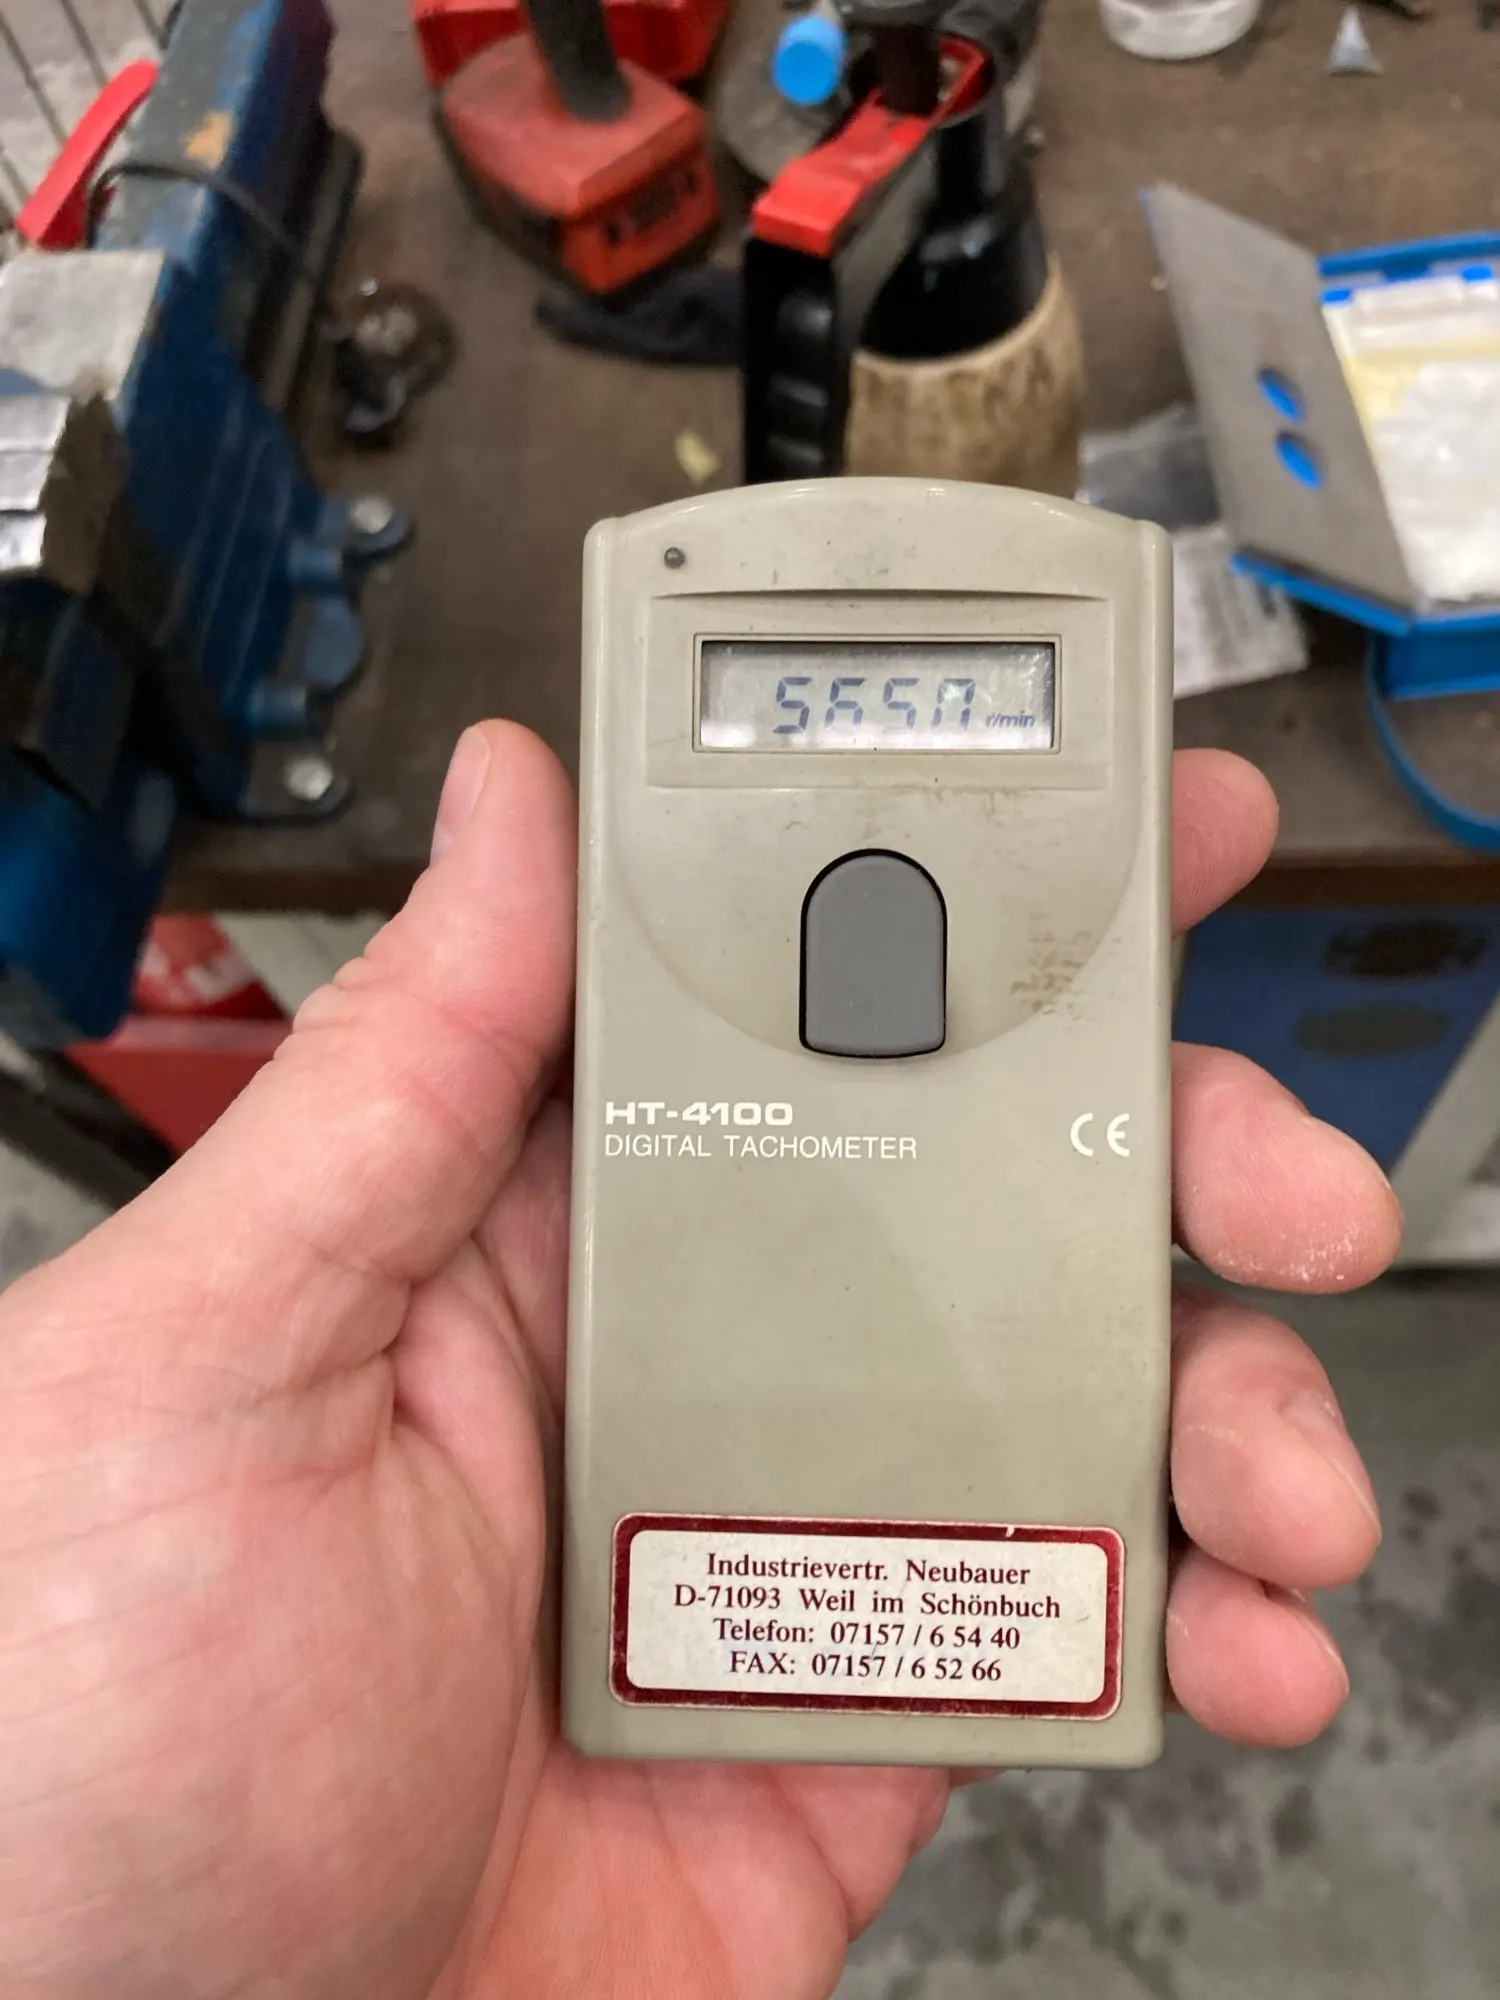 5650 r/min
HT-4100
DIGITAL TACHOMETER
CE
Industrievertr. Neubauer
D-71093 Weil im Schönbuch
Telefon: 07157 / 6 54 40
FAX: 07157 / 6 52 66